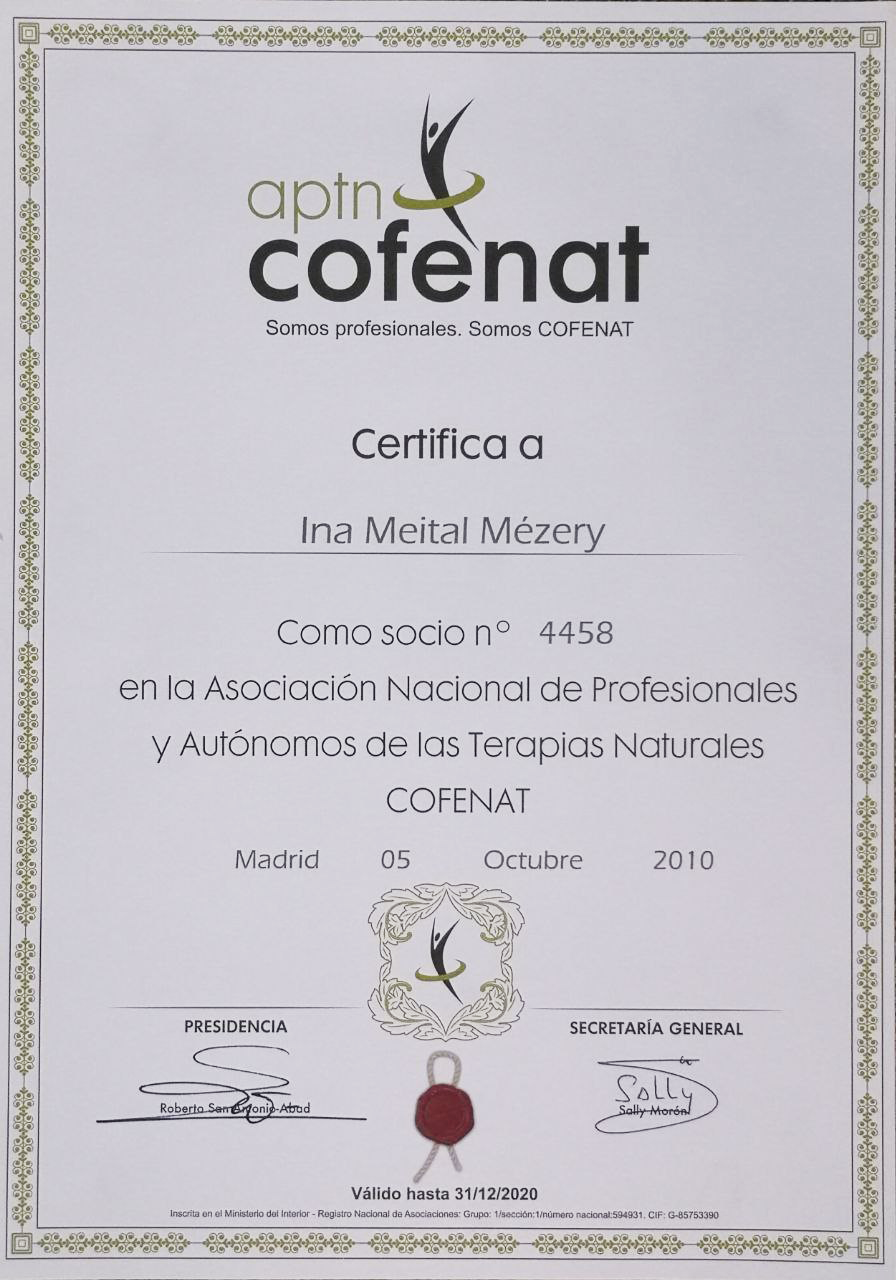 aptn
cofenat
Somos profesionales. Somos COFENAT
Certifica a
Ina Meital Mézery
Como socio nº 4458
en la Asociación Nacional de Profesionales
y Autónomos de las Terapias Naturales
COFENAT
Madrid 05 Octubre 2010
PRESIDENCIA
SECRETARÍA GENERAL
Sally
Roberto San Antonio-Abad
Sally Morón
Válido hasta 31/12/2020
Inscrita en el Ministerio del Interior - Registro Nacional de Asociaciones: Grupo: 1/sección:1/número nacional:594931. CIF: G-85753390